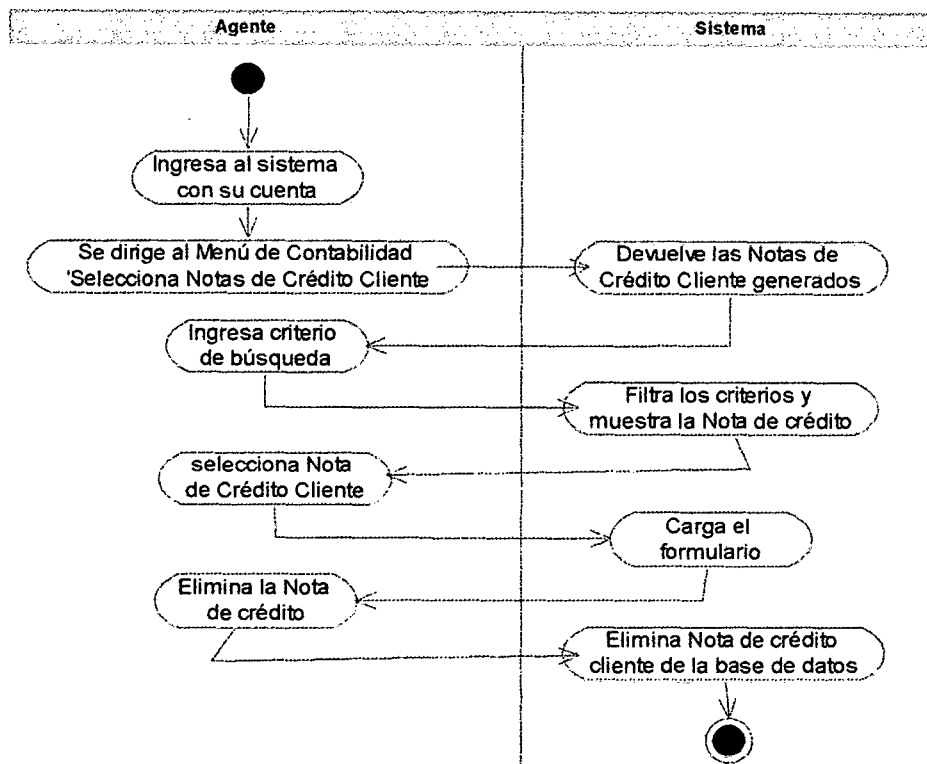 Agente
Sistema
Ingresa al sistema
con su cuenta
Se dirige al Menú de Contabilidad
'Selecciona Notas de Crédito Cliente
Devuelve las Notas de
Crédito Cliente generados
Ingresa criterio
de búsqueda
Filtra los criterios y
muestra la Nota de crédito
selecciona Nota
de Crédito Cliente
Carga el
formulario
Elimina la Nota
de crédito
Elimina Nota de crédito
cliente de la base de datos